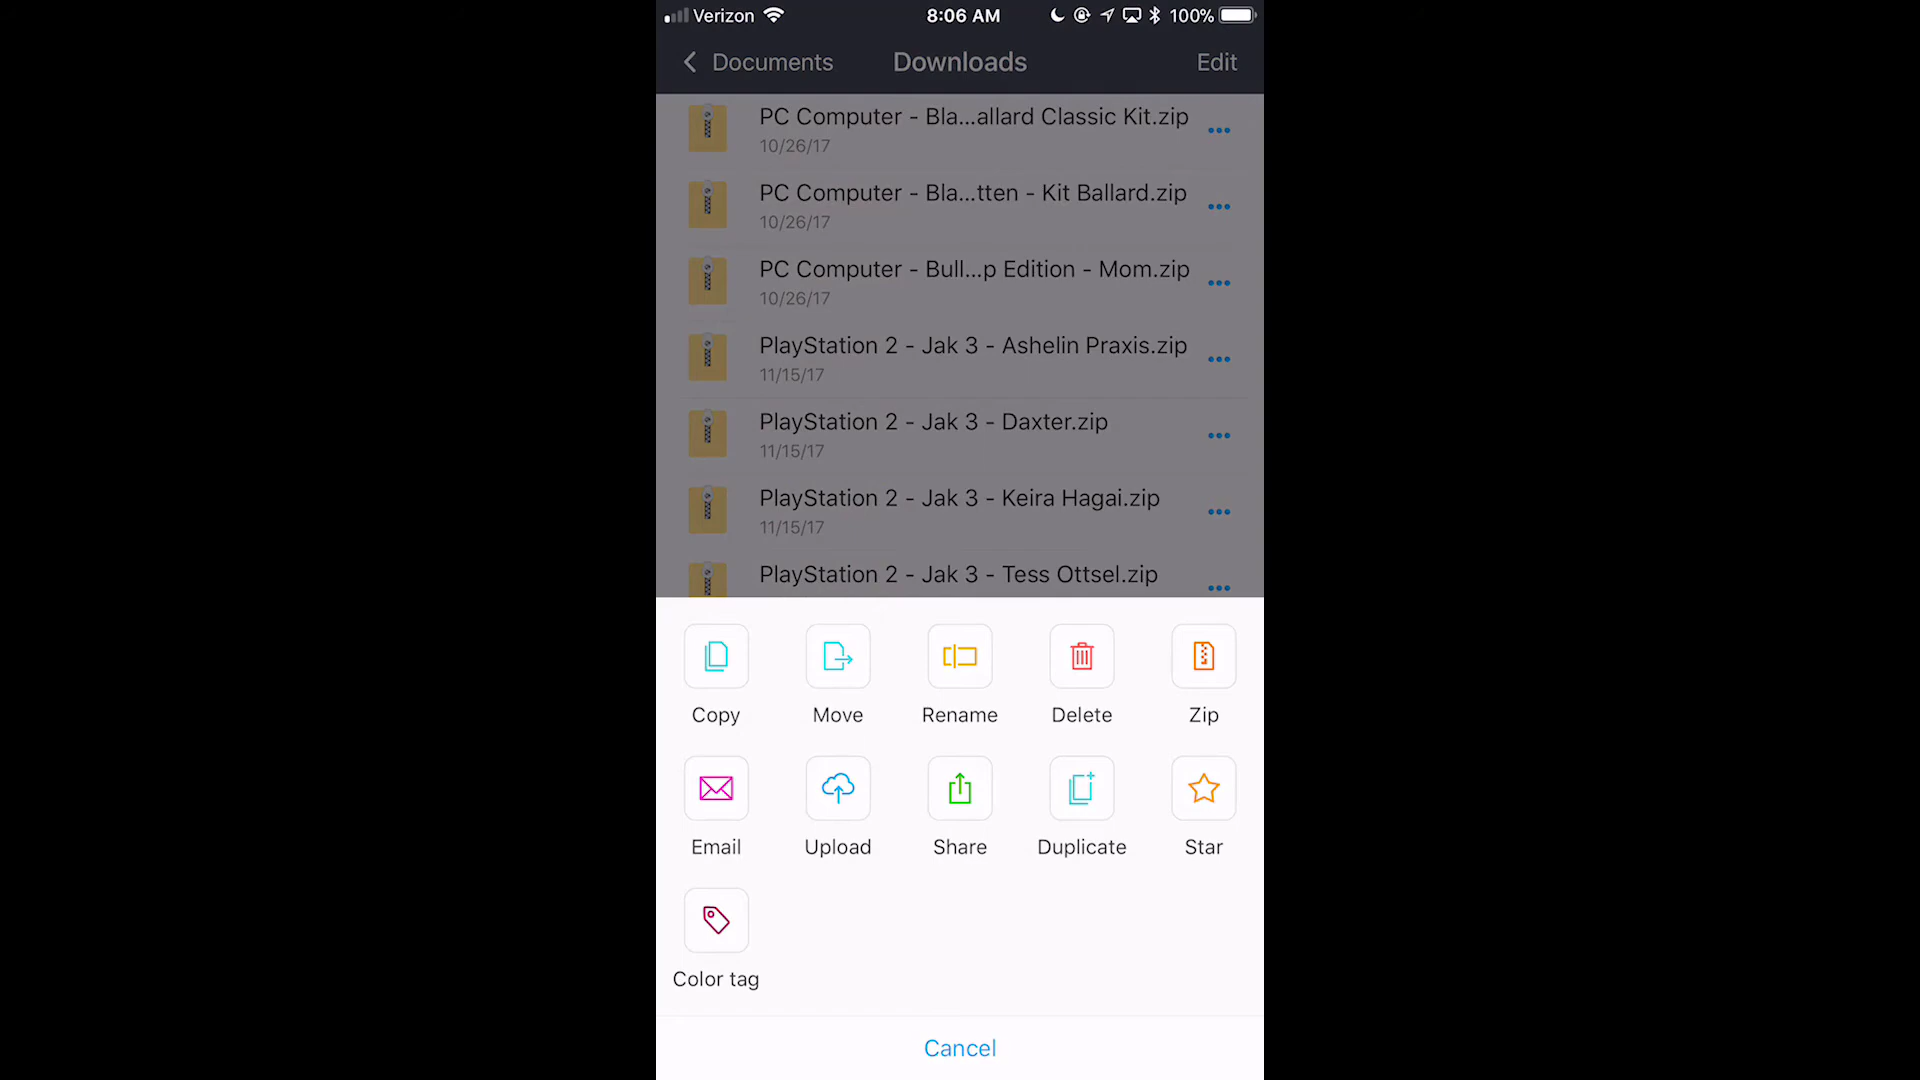 Verizon 8:06 AM 100%
Documents Downloads Edit
PC Computer - Bla...allard Classic Kit.zip
10/26/17
PC Computer - Bla...tten - Kit Ballard.zip
10/26/17
PC Computer - Bull...p Edition - Mom.zip
10/26/17
PlayStation 2 - Jak 3 - Ashelin Praxis.zip
11/15/17
PlayStation 2 - Jak 3 - Daxter.zip
11/15/17
PlayStation 2 - Jak 3 - Keira Hagai.zip
11/15/17
PlayStation 2 - Jak 3 - Tess Ottsel.zip
Copy Move Rename Delete Zip
Email Upload Share Duplicate Star
Color tag
Cancel